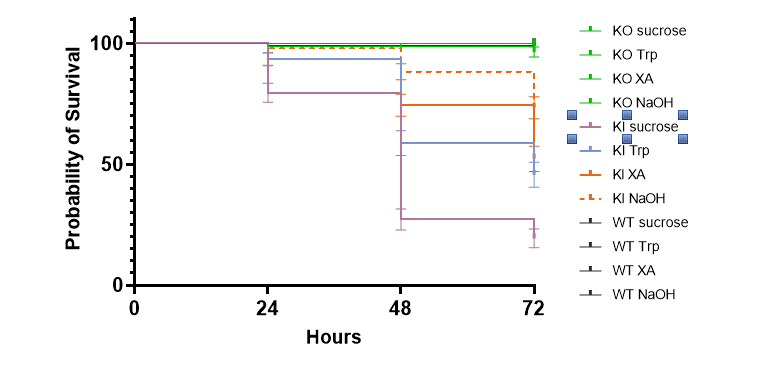 Probability of Survival
100
50
0
0 24 48 72
Hours
KO sucrose
KO Trp
KO XA
KO NaOH
KI sucrose
KI Trp
KI XA
KI NaOH
WT sucrose
WT Trp
WT XA
WT NaOH